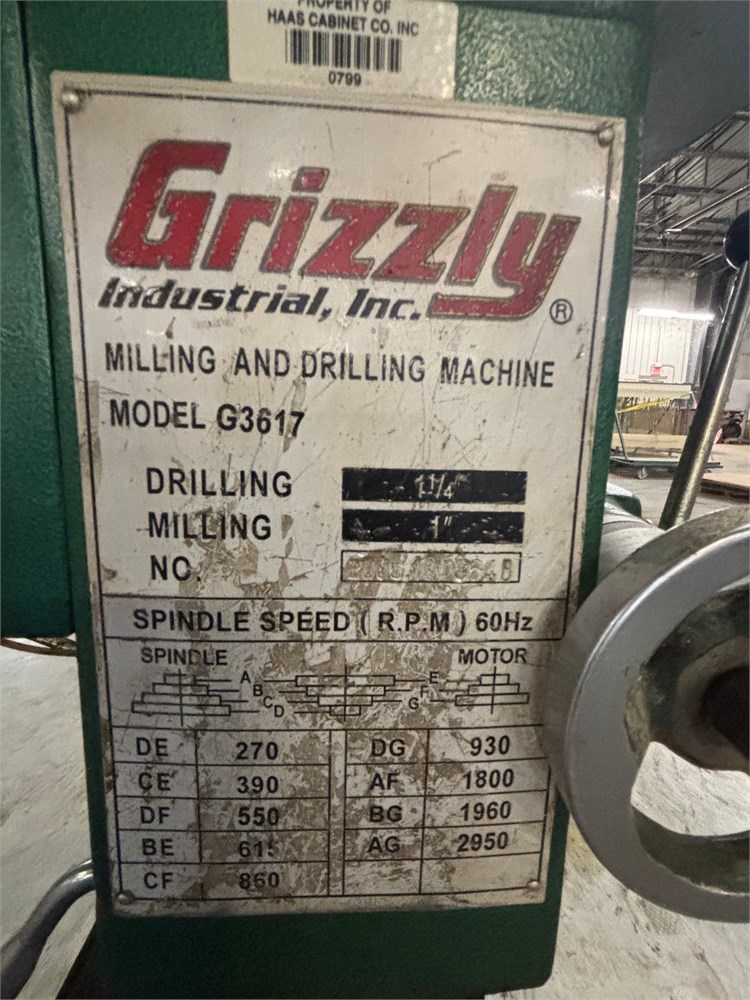 PROPERTY OF
HAAS CABINET CO. INC
0799
Grizzly
Industrial, Inc. ®
MILLING AND DRILLING MACHINE
MODEL G3617
DRILLING 1 1/4"
MILLING 1"
NO.
SPINDLE SPEED ( R.P.M ) 60Hz
SPINDLE MOTOR
A E
B F
C G
D
DE 270 DG 930
CE 390 AF 1800
DF 550 BG 1960
BE 615 AG 2950
CF 860